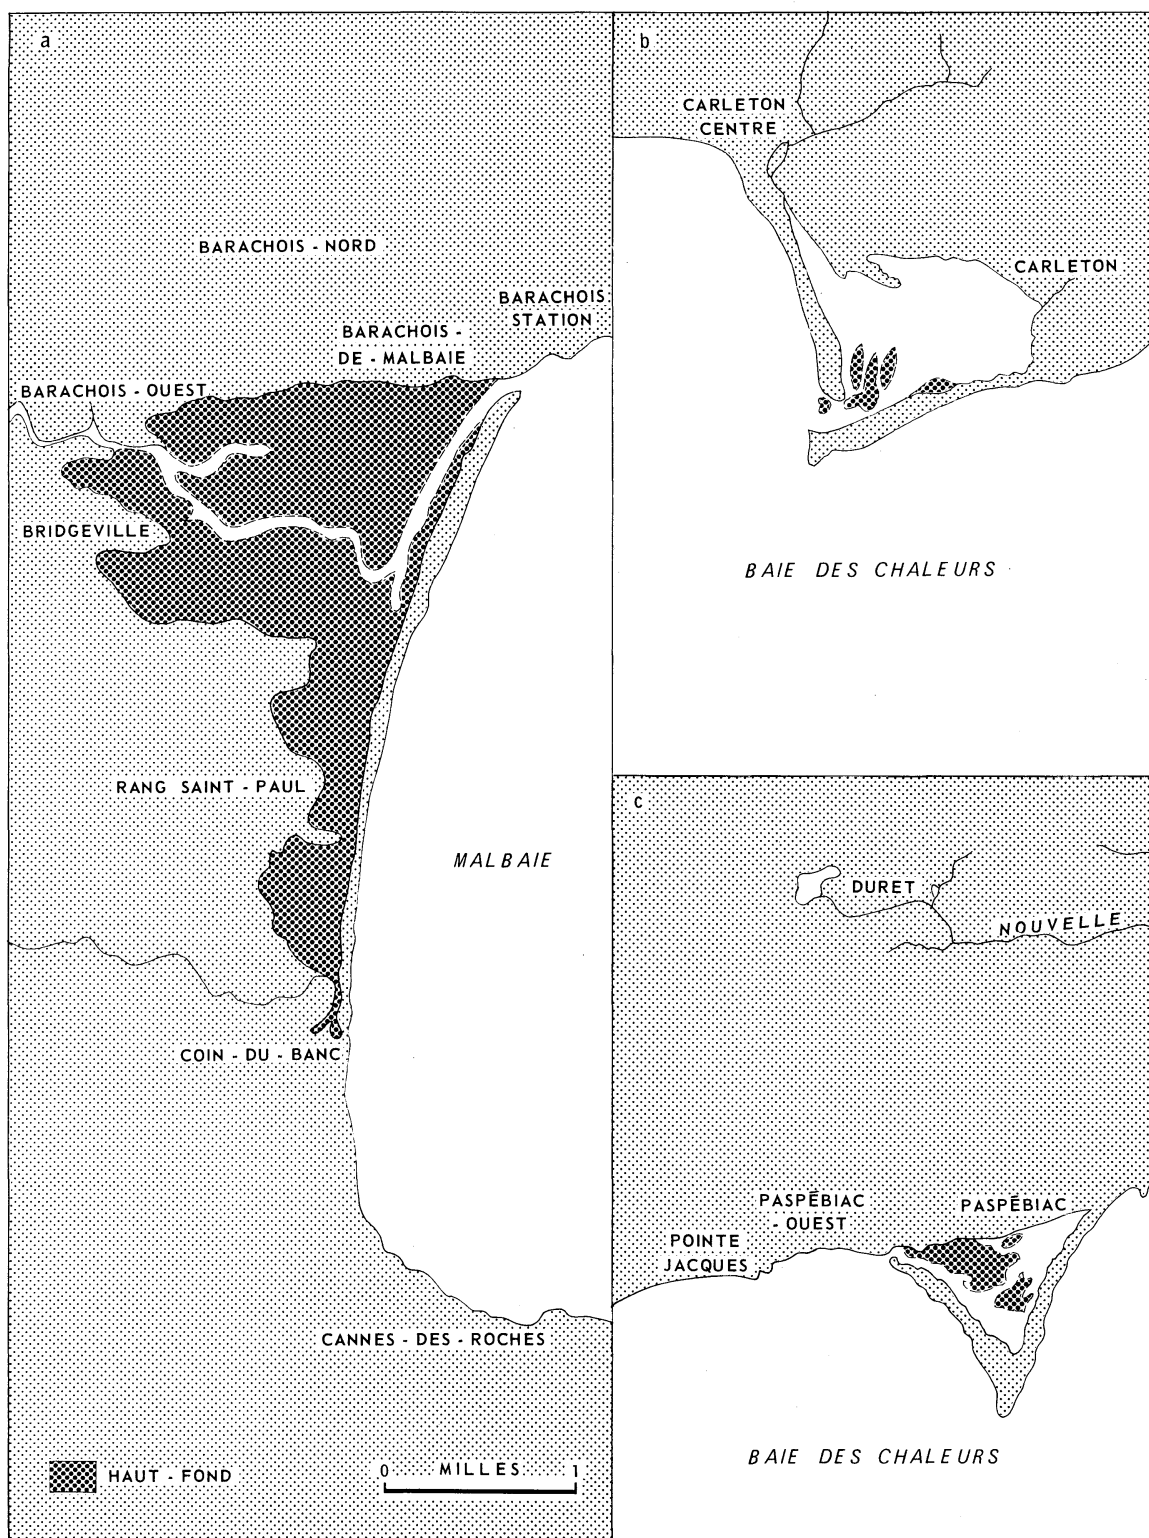 a
BARACHOIS - NORD
BARACHOIS
STATION
BARACHOIS -
DE - MALBAIE
BARACHOIS - OUEST
BRIDGEVILLE
RANG SAINT - PAUL
MALBAIE
COIN - DU - BANC
CANNES - DES - ROCHES
HAUT - FOND
0 MILLES 1
b
CARLETON
CENTRE
CARLETON
BAIE DES CHALEURS
c
DURET
NOUVELLE
PASPÉBIAC
- OUEST
PASPÉBIAC
POINTE
JACQUES
BAIE DES CHALEURS